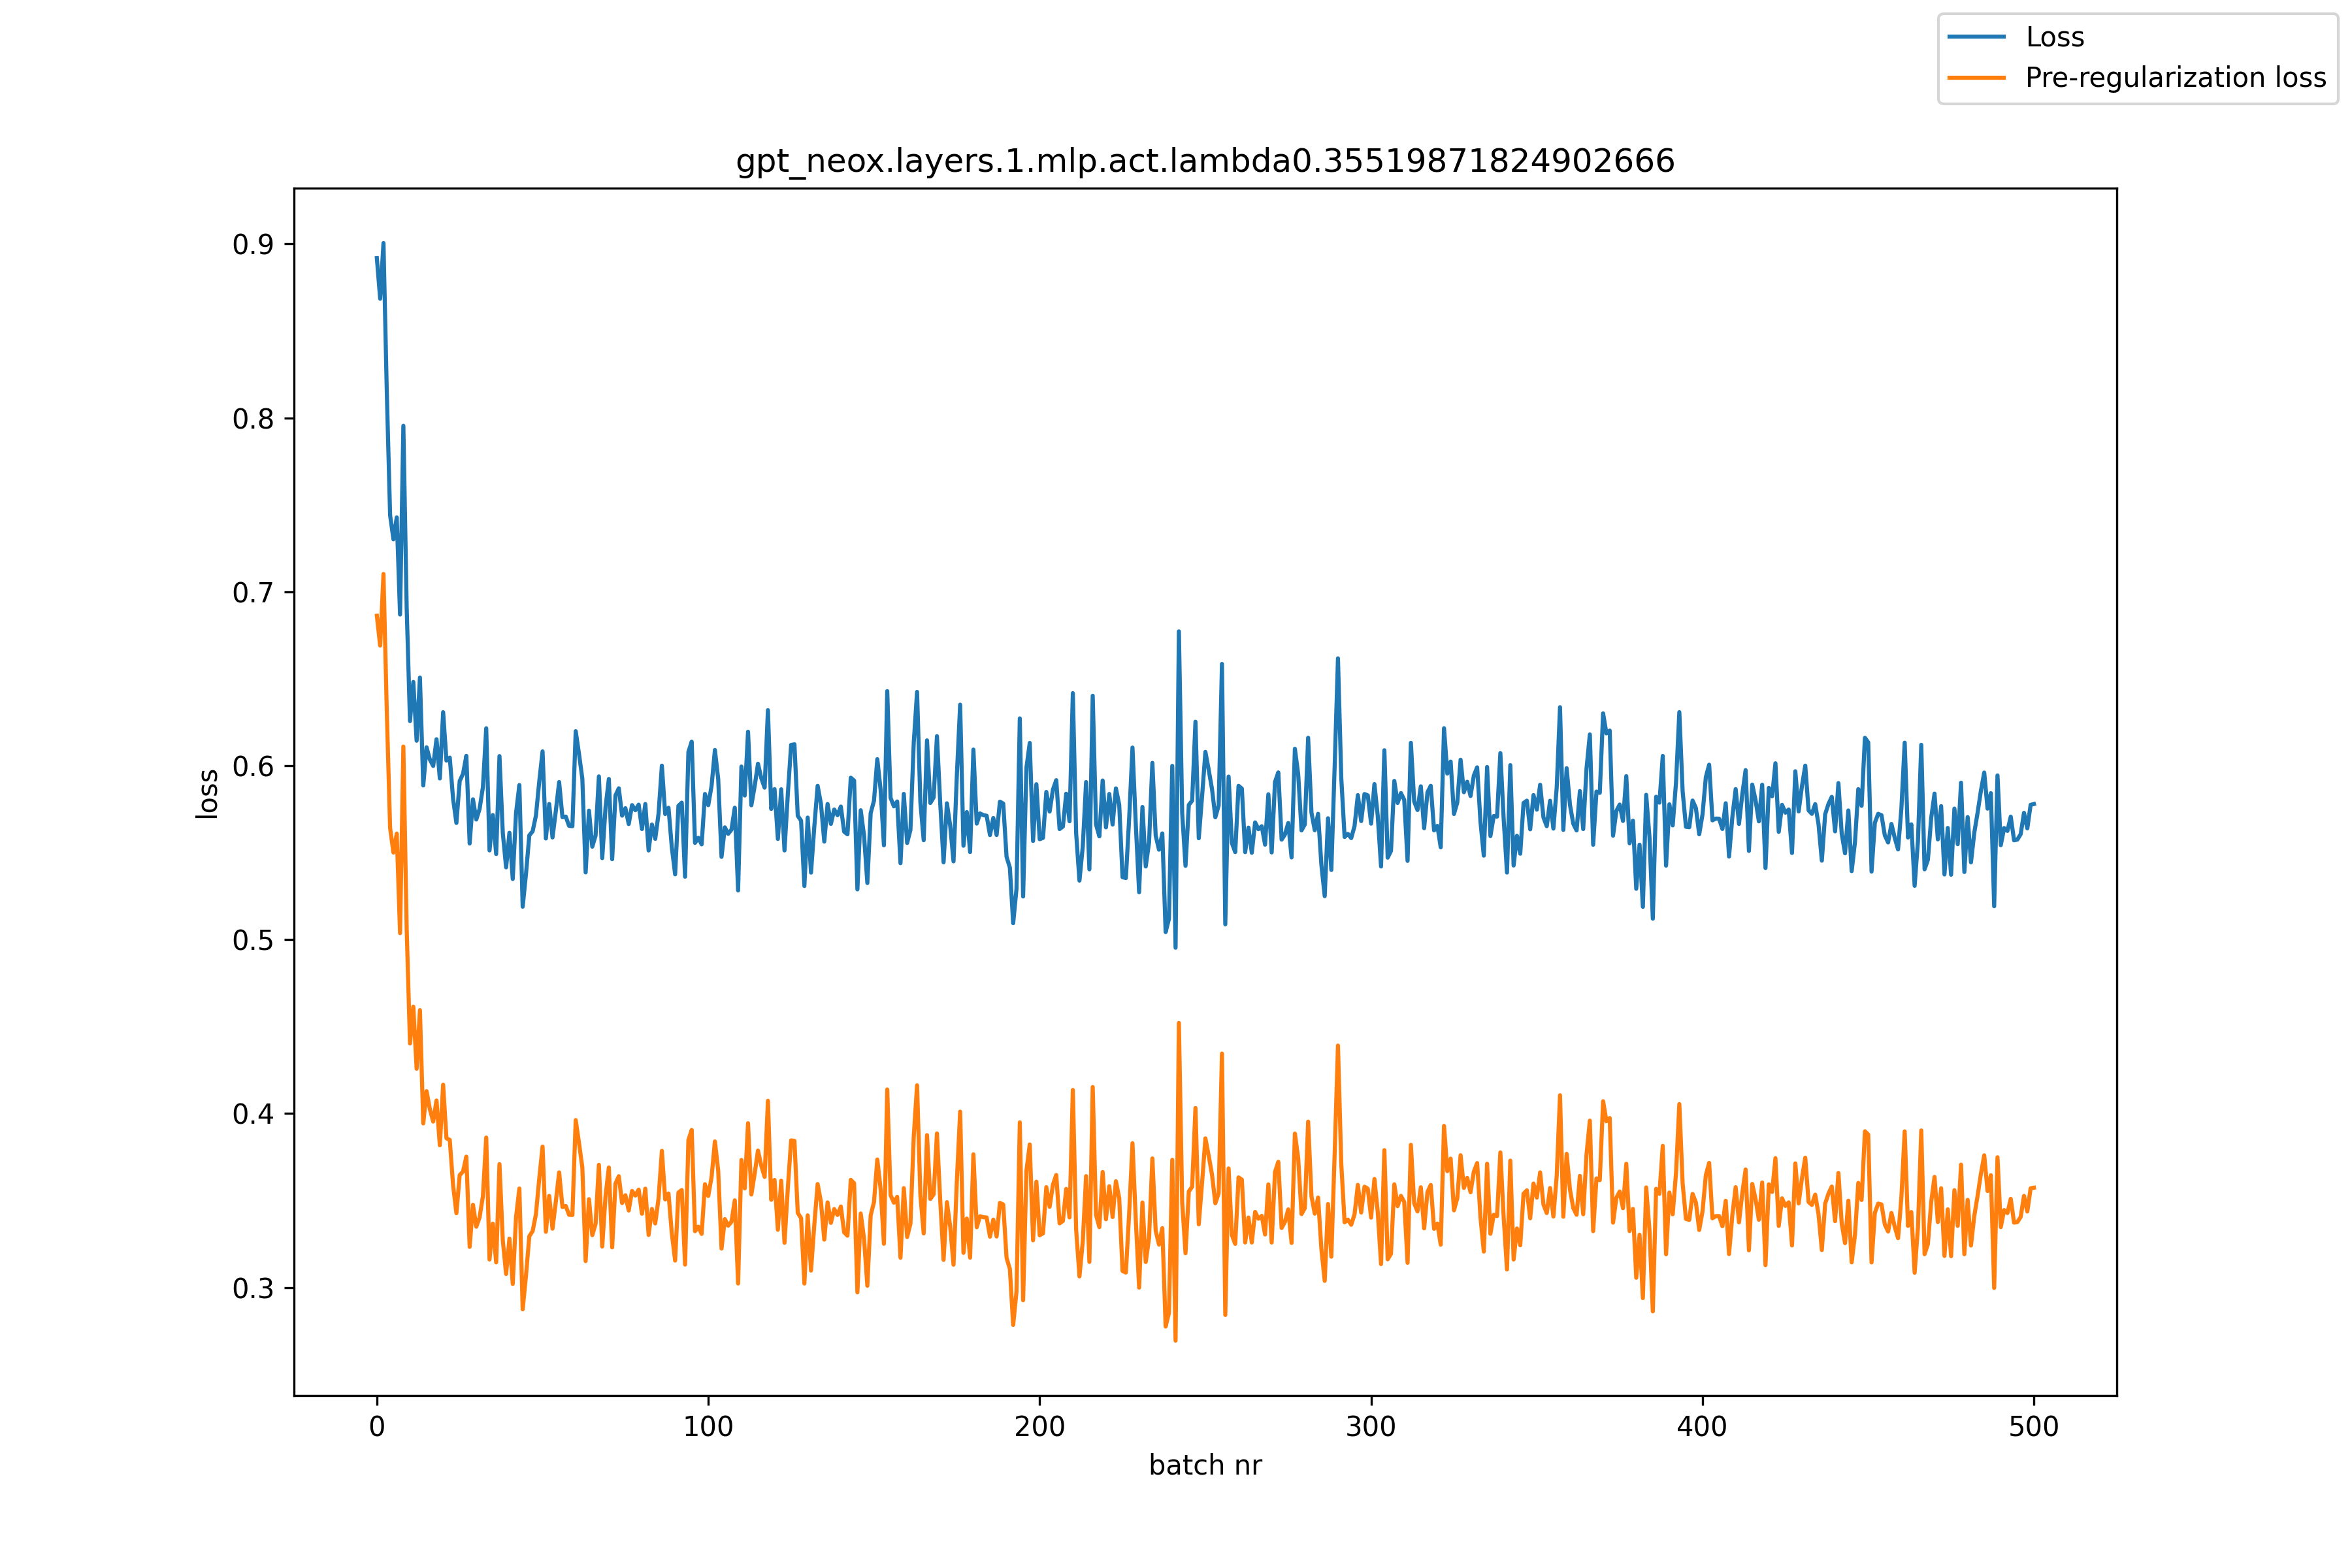 Loss
Pre-regularization loss
gpt_neox.layers.1.mlp.act.lambda0.35519871824902666
0.9
0.8
0.7
0.6
0.5
0.4
0.3
loss
0 100 200 300 400 500
batch nr